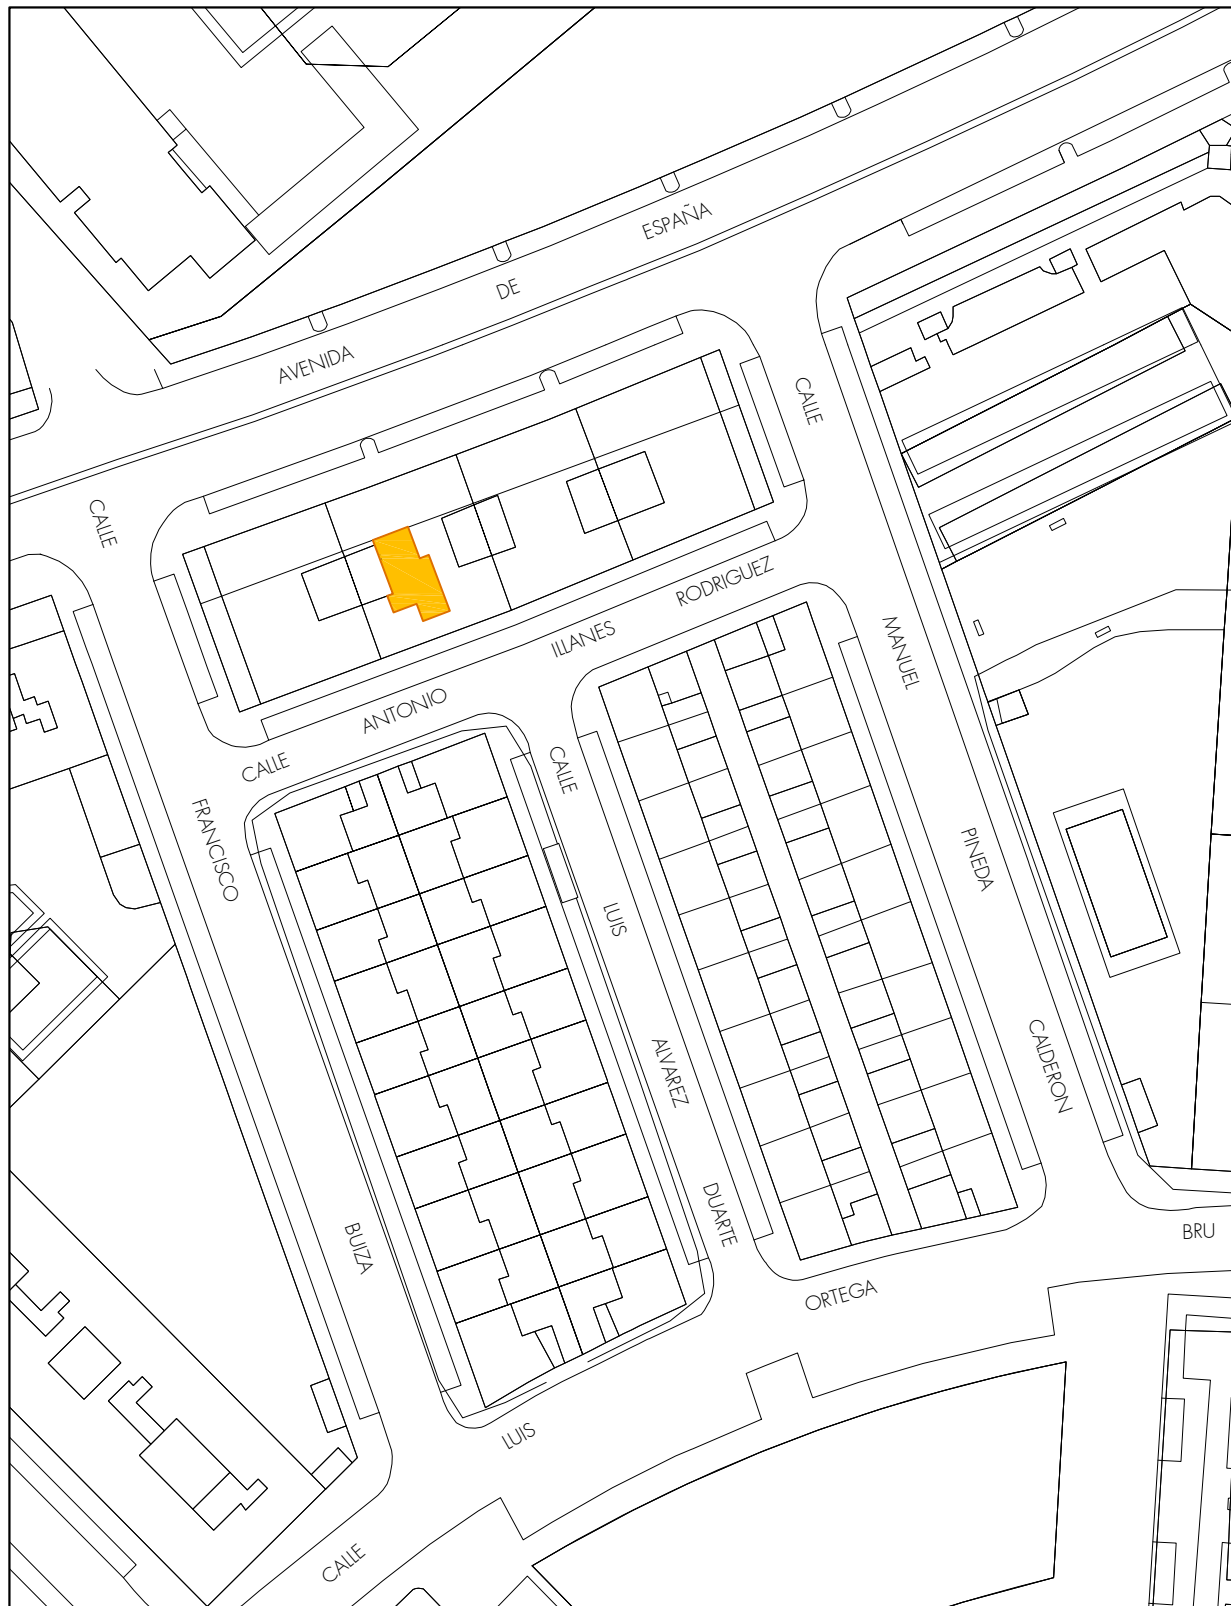 AVENIDA DE ESPAÑA
CALLE FRANCISCO BUIZA
CALLE ANTONIO ILLANES RODRIGUEZ
CALLE MANUEL PINEDA CALDERON
CALLE LUIS ALVAREZ DUARTE
CALLE LUIS ORTEGA BRU